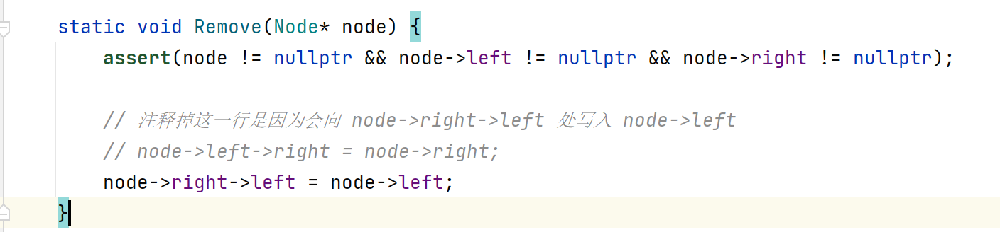 static void Remove(Node* node) {
assert(node != nullptr && node->left != nullptr && node->right != nullptr);
// 注释掉这一行是因为会向 node->right->left 处写入 node->left
// node->left->right = node->right;
node->right->left = node->left;
}